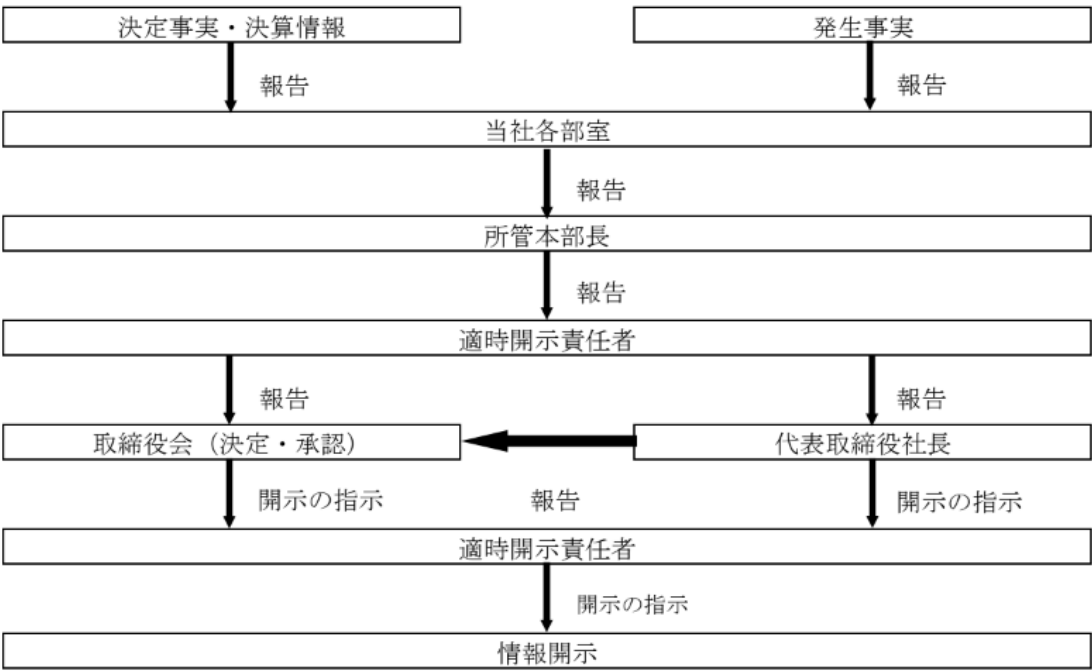 決定事実・決算情報
発生事実
報告
報告
当社各部室
報告
所管本部長
報告
適時開示責任者
報告
報告
取締役会（決定・承認）
代表取締役社長
開示の指示
報告
開示の指示
適時開示責任者
開示の指示
情報開示